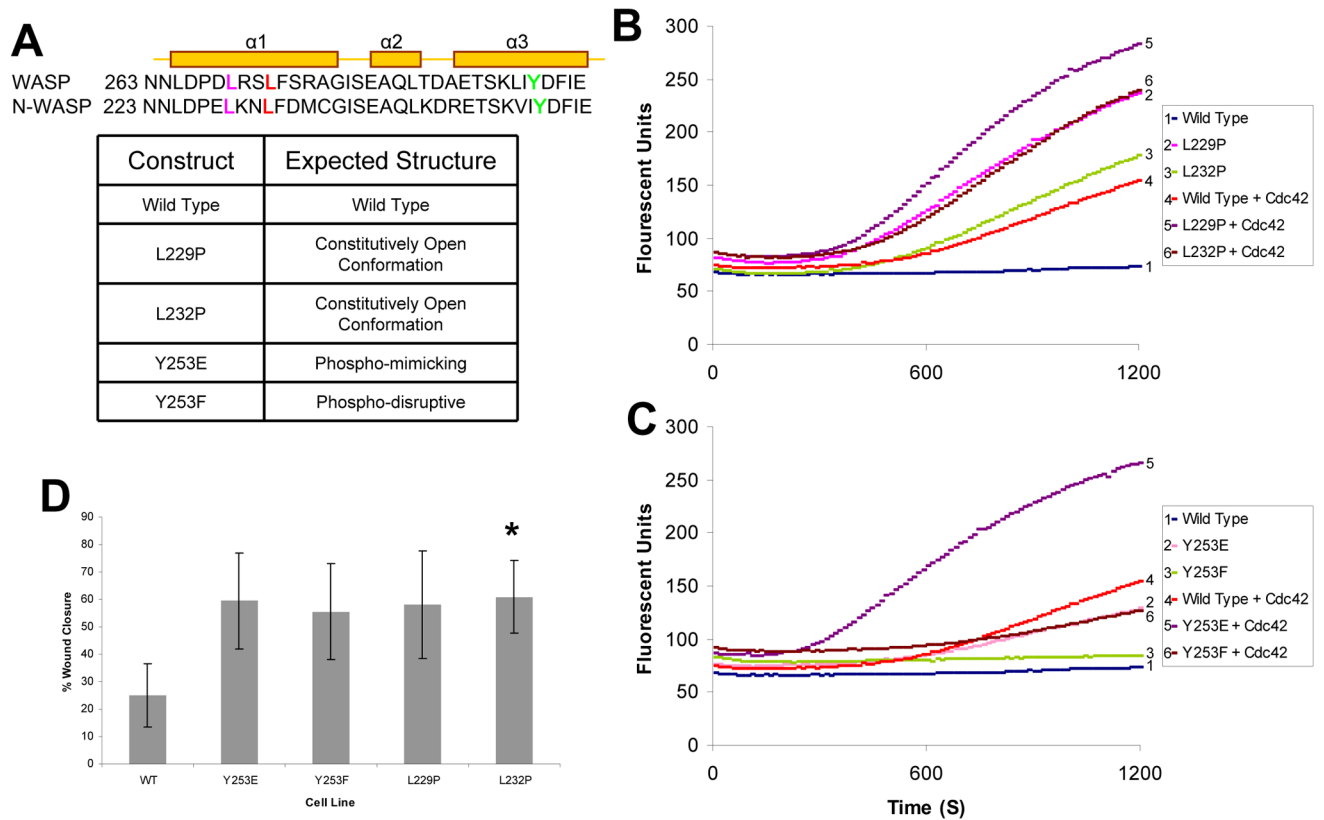 A
α1 α2 α3
WASP 263 NNLDPDLRSLFSRAGISEAQLTDAETSKLIYDFIE
N-WASP 223 NNLDPELKNLFDMCGISEAQLKDRETSKVIYDFIE
Construct Expected Structure
Wild Type Wild Type
L229P Constitutively Open Conformation
L232P Constitutively Open Conformation
Y253E Phospho-mimicking
Y253F Phospho-disruptive
B
Flourescent Units
300
250
200
150
100
50
0
0 600 1200
5
6
2
3
4
1
1 Wild Type
2 L229P
3 L232P
4 Wild Type + Cdc42
5 L229P + Cdc42
6 L232P + Cdc42
C
Fluorescent Units
300
250
200
150
100
50
0
0 600 1200
Time (S)
5
4
2
6
3
1
1 Wild Type
2 Y253E
3 Y253F
4 Wild Type + Cdc42
5 Y253E + Cdc42
6 Y253F + Cdc42
D
% Wound Closure
90
80
70
60
50
40
30
20
10
0
*
WT Y253E Y253F L229P L232P
Cell Line